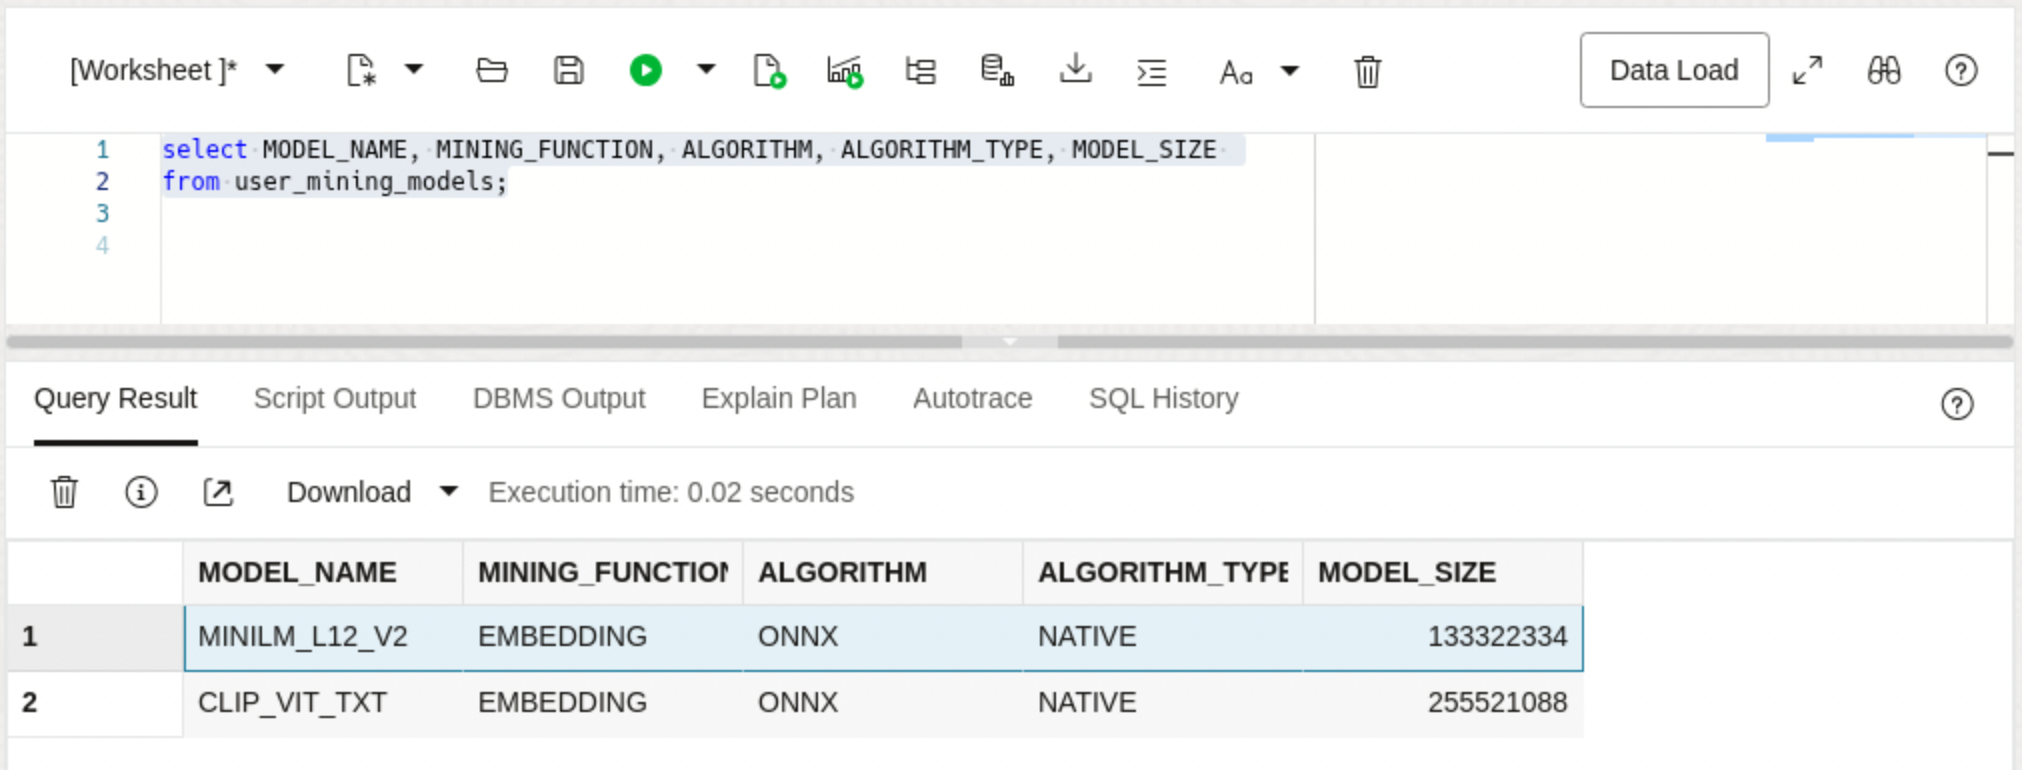 [Worksheet ]* Aa Data Load
1 select MODEL_NAME, MINING_FUNCTION, ALGORITHM, ALGORITHM_TYPE, MODEL_SIZE
2 from user_mining_models;
3
4
Query Result Script Output DBMS Output Explain Plan Autotrace SQL History
Download Execution time: 0.02 seconds
MODEL_NAME MINING_FUNCTION ALGORITHM ALGORITHM_TYPE MODEL_SIZE
1 MINILM_L12_V2 EMBEDDING ONNX NATIVE 133322334
2 CLIP_VIT_TXT EMBEDDING ONNX NATIVE 255521088